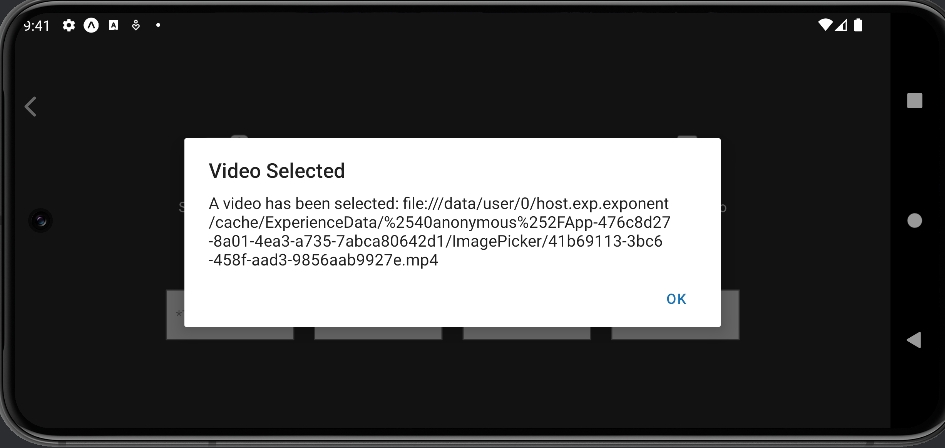 9:41
Video Selected
A video has been selected: file:///data/user/0/host.exp.exponent
/cache/ExperienceData/%2540anonymous%252FApp-476c8d27
-8a01-4ea3-a735-7abca80642d1/ImagePicker/41b69113-3bc6
-458f-aad3-9856aab9927e.mp4
OK